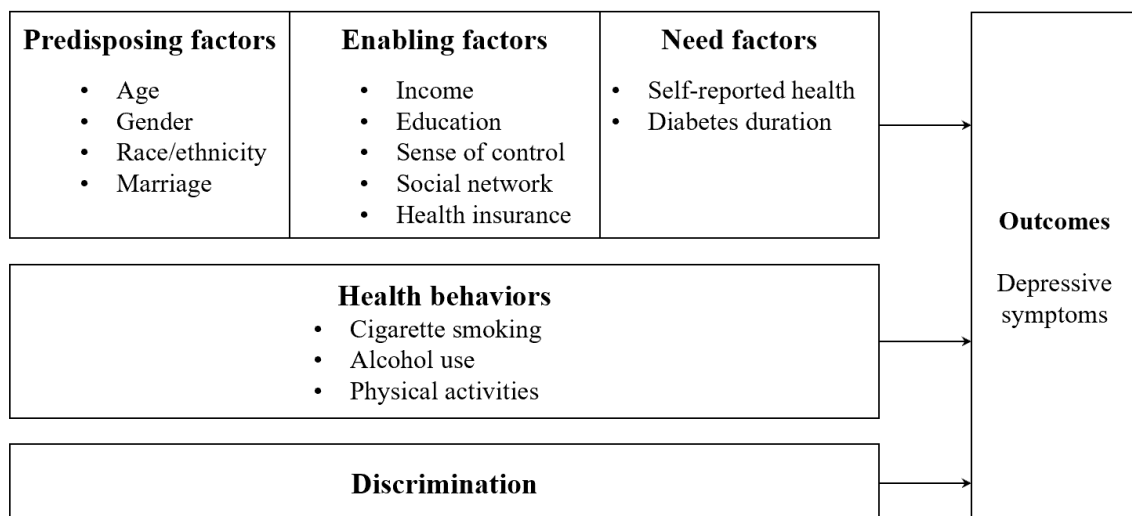 Predisposing factors
• Age
• Gender
• Race/ethnicity
• Marriage
Enabling factors
• Income
• Education
• Sense of control
• Social network
• Health insurance
Need factors
• Self-reported health
• Diabetes duration
Health behaviors
• Cigarette smoking
• Alcohol use
• Physical activities
Discrimination
Outcomes
Depressive
symptoms